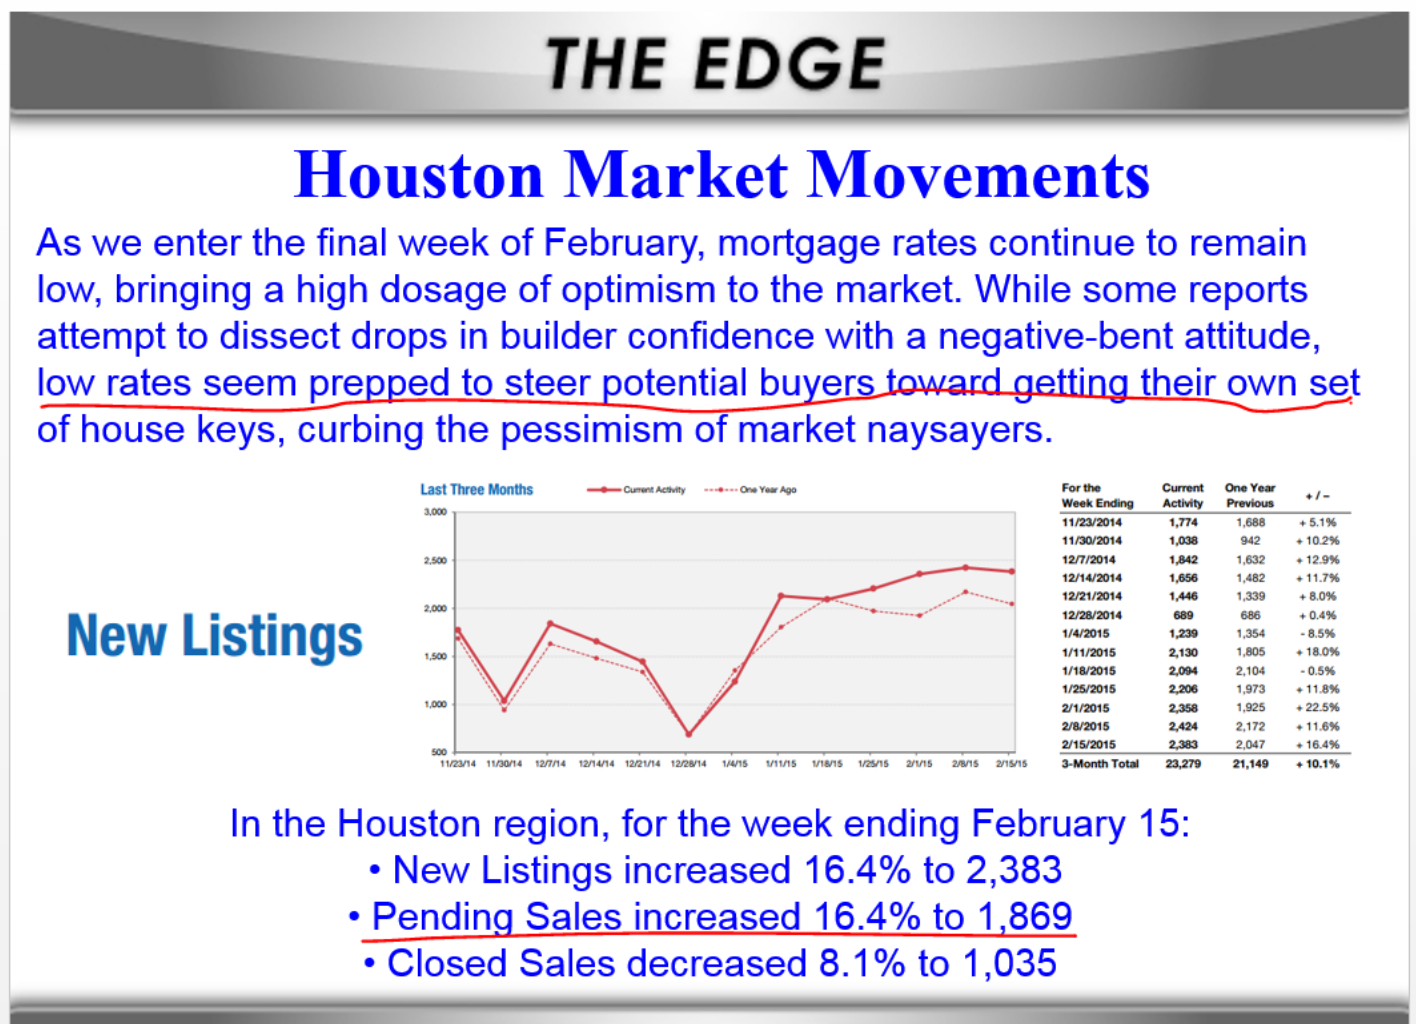 THE EDGE
Houston Market Movements
As we enter the final week of February, mortgage rates continue to remain
low, bringing a high dosage of optimism to the market. While some reports
attempt to dissect drops in builder confidence with a negative-bent attitude,
low rates seem prepped to steer potential buyers toward getting their own set
of house keys, curbing the pessimism of market naysayers.
New Listings
Last Three Months Current Activity One Year Ago
3,000
2,500
2,000
1,500
1,000
500
11/23/14 11/30/14 12/7/14 12/14/14 12/21/14 12/28/14 1/4/15 1/11/15 1/18/15 1/25/15 2/1/15 2/8/15 2/15/15
For the Current One Year
Week Ending Activity Previous + / –
11/23/2014 1,774 1,688 + 5.1%
11/30/2014 1,038 942 + 10.2%
12/7/2014 1,842 1,632 + 12.9%
12/14/2014 1,656 1,482 + 11.7%
12/21/2014 1,446 1,339 + 8.0%
12/28/2014 689 686 + 0.4%
1/4/2015 1,239 1,354 - 8.5%
1/11/2015 2,130 1,805 + 18.0%
1/18/2015 2,094 2,104 - 0.5%
1/25/2015 2,206 1,973 + 11.8%
2/1/2015 2,358 1,925 + 22.5%
2/8/2015 2,424 2,172 + 11.6%
2/15/2015 2,383 2,047 + 16.4%
3-Month Total 23,279 21,149 + 10.1%
In the Houston region, for the week ending February 15:
• New Listings increased 16.4% to 2,383
• Pending Sales increased 16.4% to 1,869
• Closed Sales decreased 8.1% to 1,035